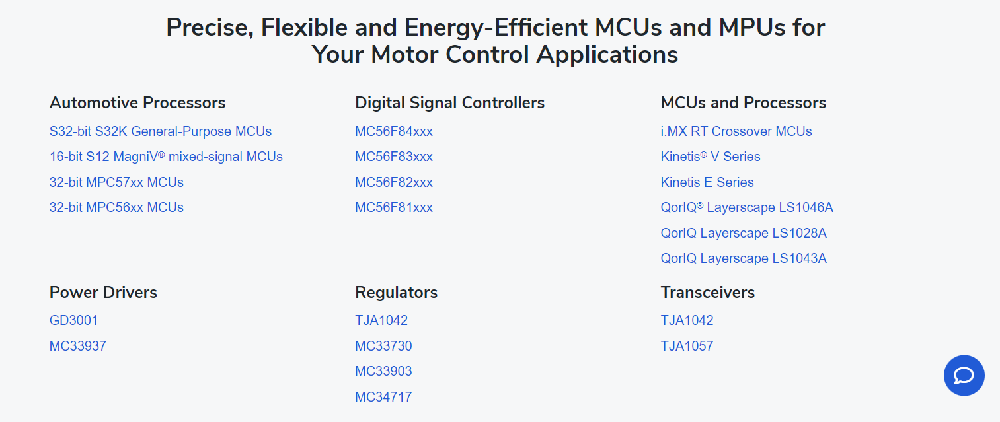 Precise, Flexible and Energy-Efficient MCUs and MPUs for
Your Motor Control Applications
Automotive Processors
S32-bit S32K General-Purpose MCUs
16-bit S12 MagniV® mixed-signal MCUs
32-bit MPC57xx MCUs
32-bit MPC56xx MCUs
Digital Signal Controllers
MC56F84xxx
MC56F83xxx
MC56F82xxx
MC56F81xxx
MCUs and Processors
i.MX RT Crossover MCUs
Kinetis® V Series
Kinetis E Series
QorIQ® Layerscape LS1046A
QorIQ Layerscape LS1028A
QorIQ Layerscape LS1043A
Power Drivers
GD3001
MC33937
Regulators
TJA1042
MC33730
MC33903
MC34717
Transceivers
TJA1042
TJA1057